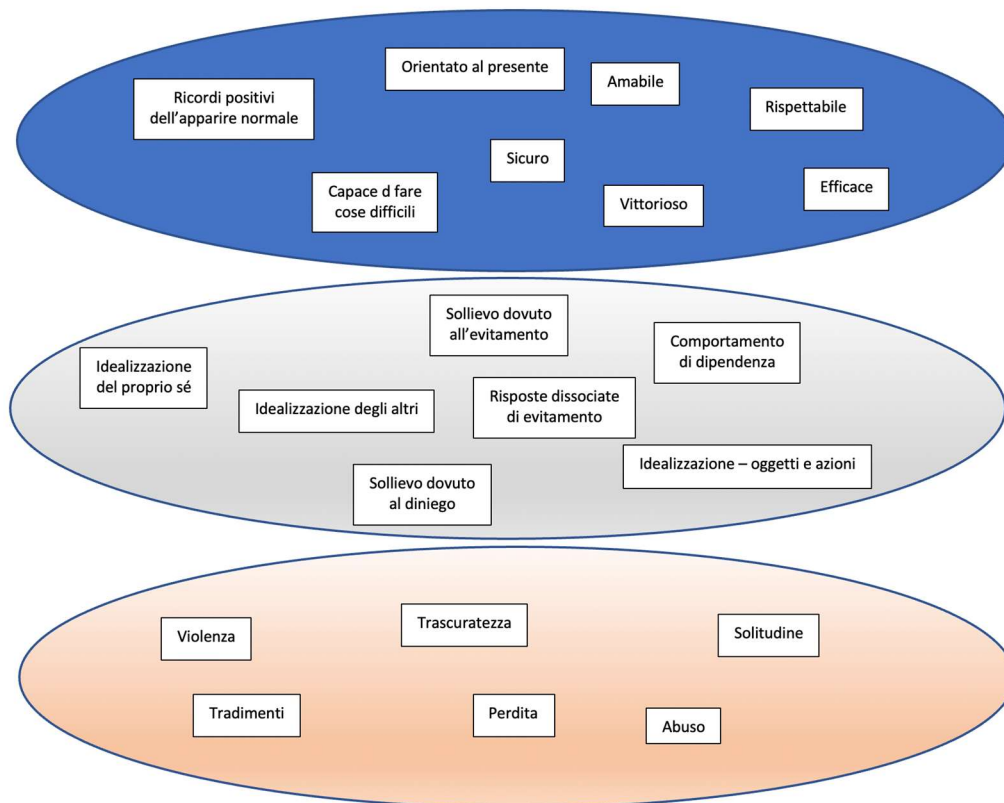 Orientato al presente
Amabile
Ricordi positivi
dell'apparire normale
Rispettabile
Sicuro
Capace d fare
cose difficili
Vittorioso
Efficace
Sollievo dovuto
all'evitamento
Comportamento
di dipendenza
Idealizzazione
del proprio sé
Idealizzazione degli altri
Risposte dissociate
di evitamento
Idealizzazione – oggetti e azioni
Sollievo dovuto
al diniego
Violenza
Trascuratezza
Solitudine
Tradimenti
Perdita
Abuso